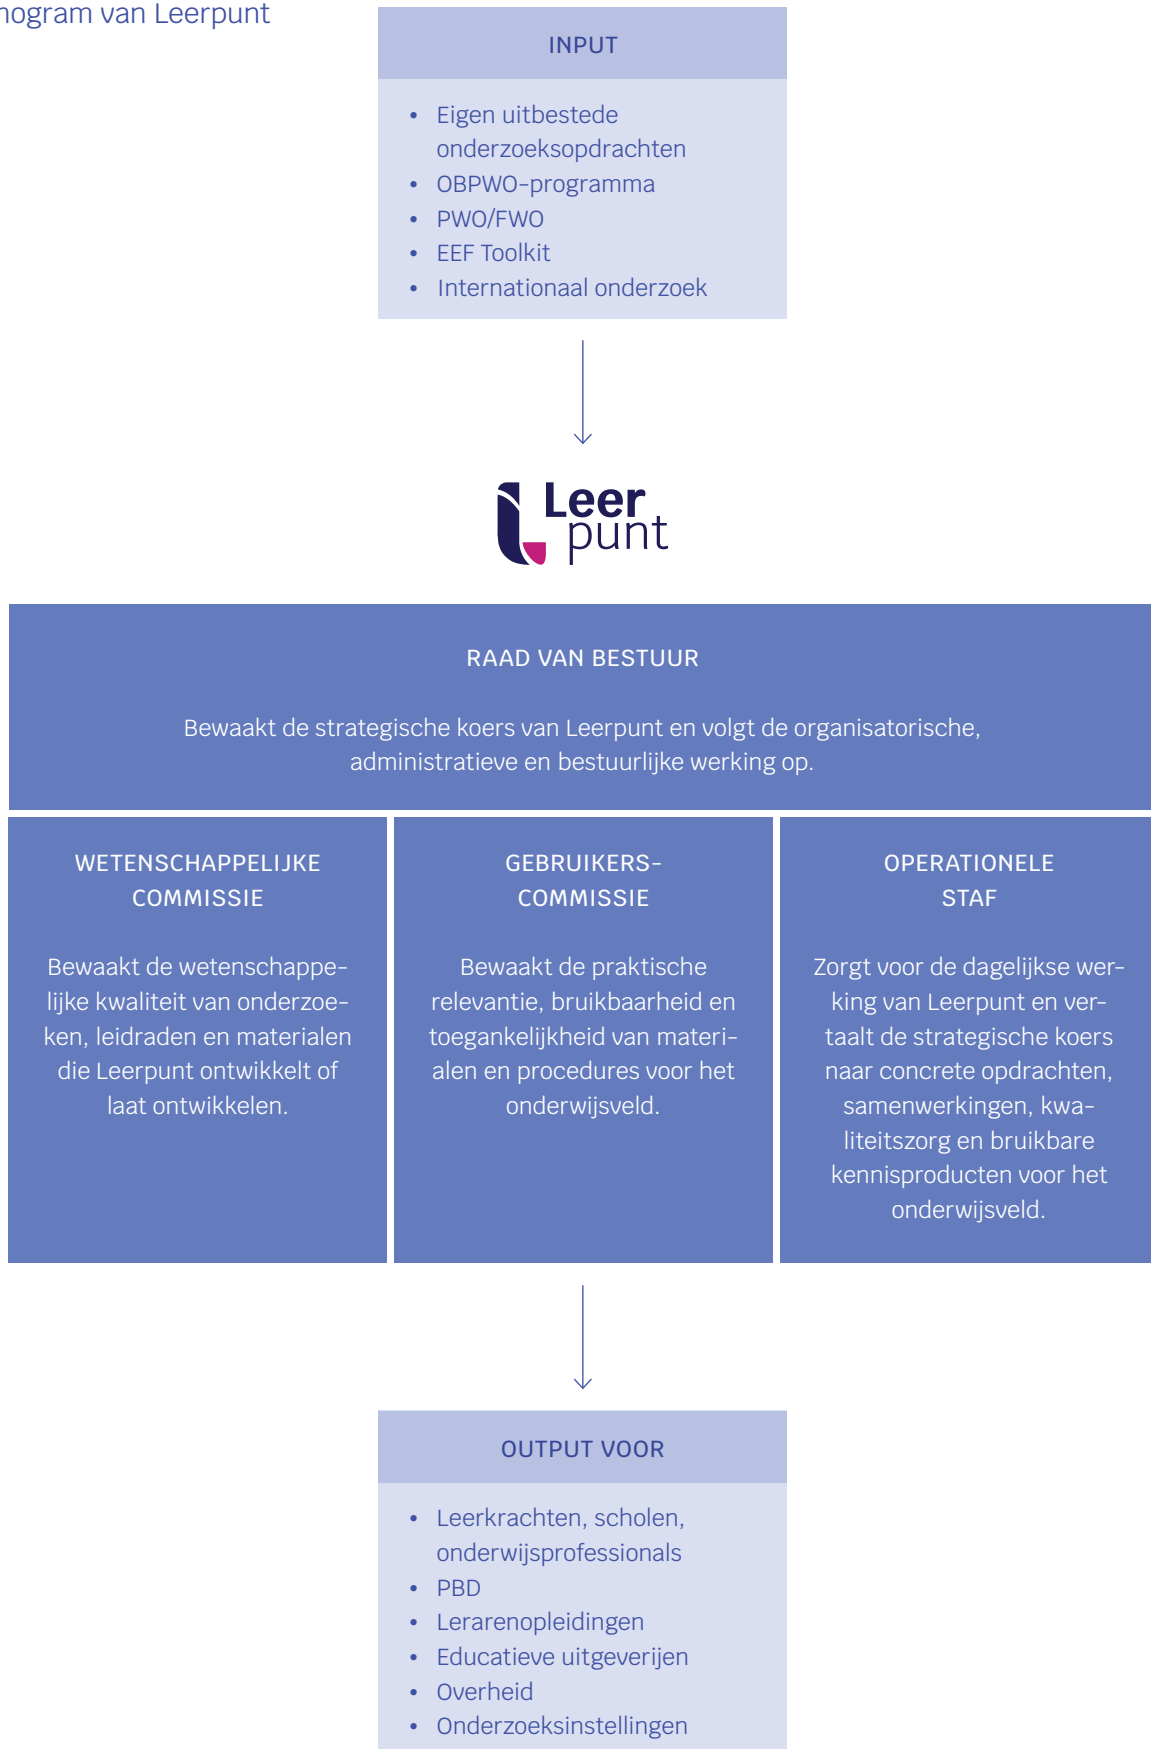 van Leerpunt
INPUT
• Eigen uitbestede
onderzoeksopdrachten
• OBPWO-programma
• PWO/FWO
• EEF Toolkit
• Internationaal onderzoek
Leer
punt
RAAD VAN BESTUUR
Bewaakt de strategische koers van Leerpunt en volgt de organisatorische,
administratieve en bestuurlijke werking op.
WETENSCHAPPELIJKE
COMMISSIE
Bewaakt de wetenschappe-
lijke kwaliteit van onderzoe-
ken, leidraden en materialen
die Leerpunt ontwikkelt of
laat ontwikkelen.
GEBRUIKERS-
COMMISSIE
Bewaakt de praktische
relevantie, bruikbaarheid en
toegankelijkheid van materi-
alen en procedures voor het
onderwijsveld.
OPERATIONELE
STAF
Zorgt voor de dagelijkse wer-
king van Leerpunt en ver-
taalt de strategische koers
naar concrete opdrachten,
samenwerkingen, kwa-
liteitszorg en bruikbare
kennisproducten voor het
onderwijsveld.
OUTPUT VOOR
• Leerkrachten, scholen,
onderwijsprofessionals
• PBD
• Lerarenopleidingen
• Educatieve uitgeverijen
• Overheid
• Onderzoeksinstellingen